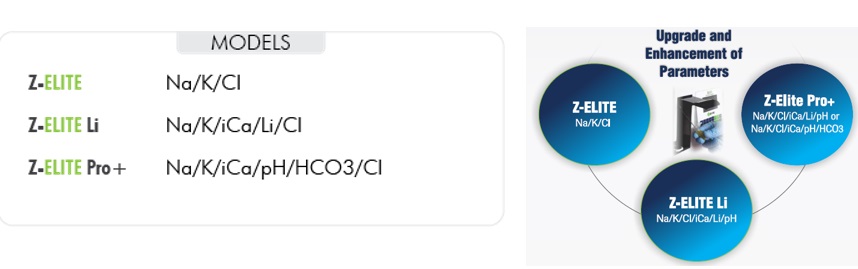 MODELS
Z-ELITE Na/K/Cl
Z-ELITE Li Na/K/iCa/Li/Cl
Z-ELITE Pro+ Na/K/iCa/pH/HCO3/Cl
Upgrade and
Enhancement of
Parameters
Z-ELITE
Na/K/Cl
Z-Elite Pro+
Na/K/Cl/iCa/Li/pH or
Na/K/Cl/iCa/pH/HCO3
Z-ELITE Li
Na/K/Cl/iCa/Li/pH